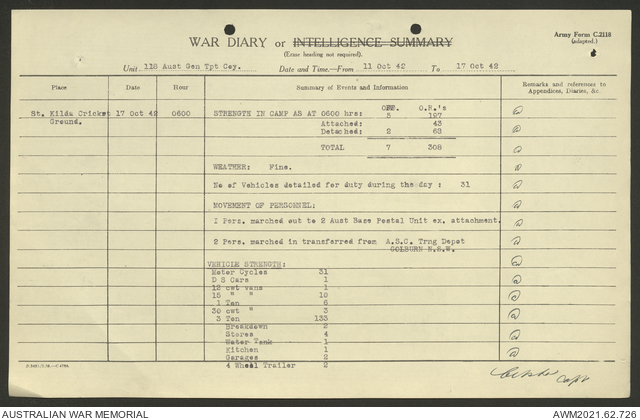 Army Form C.2118
(adapted.)
WAR DIARY or INTELLIGENCE SUMMARY
(Erase heading not required).
Unit 118 Aust Gen Tpt Coy. Date and Time.—From 11 Oct 42 To 17 Oct 42
Place Hour Summary of Events and Information Remarks and references to Appendices, Diaries, &c.
OFF. O.R.'s
St. Kilda Cricket 17 Oct 42 0600 STRENGTH IN CAMP AS AT 0600 hrs: 5 197
Ground. Attached: 43
Detached: 2 68
TOTAL 7 308
WEATHER: Fine.
No of Vehicles detailed for duty during the day : 31
MOVEMENT OF PERSONNEL:
1 Pers. marched out to 2 Aust Base Postal Unit ex. attachment.
2 Pers. marched in transferred from A.S.C. Trng Depot
GOLBURN N.S.W.
VEHICLE STRENGTH:
Motor Cycles 31
D S Cars 1
12 cwt vans 1
15 " " 10
1 Ton 6
30 cwt " 3
3 Ton 133
Breakdown 2
Stores 4
Water Tank 1
Kitchen 1
Garages 2
4 Wheel Trailer 2
Capt
AUSTRALIAN WAR MEMORIAL AWM2021.62.726